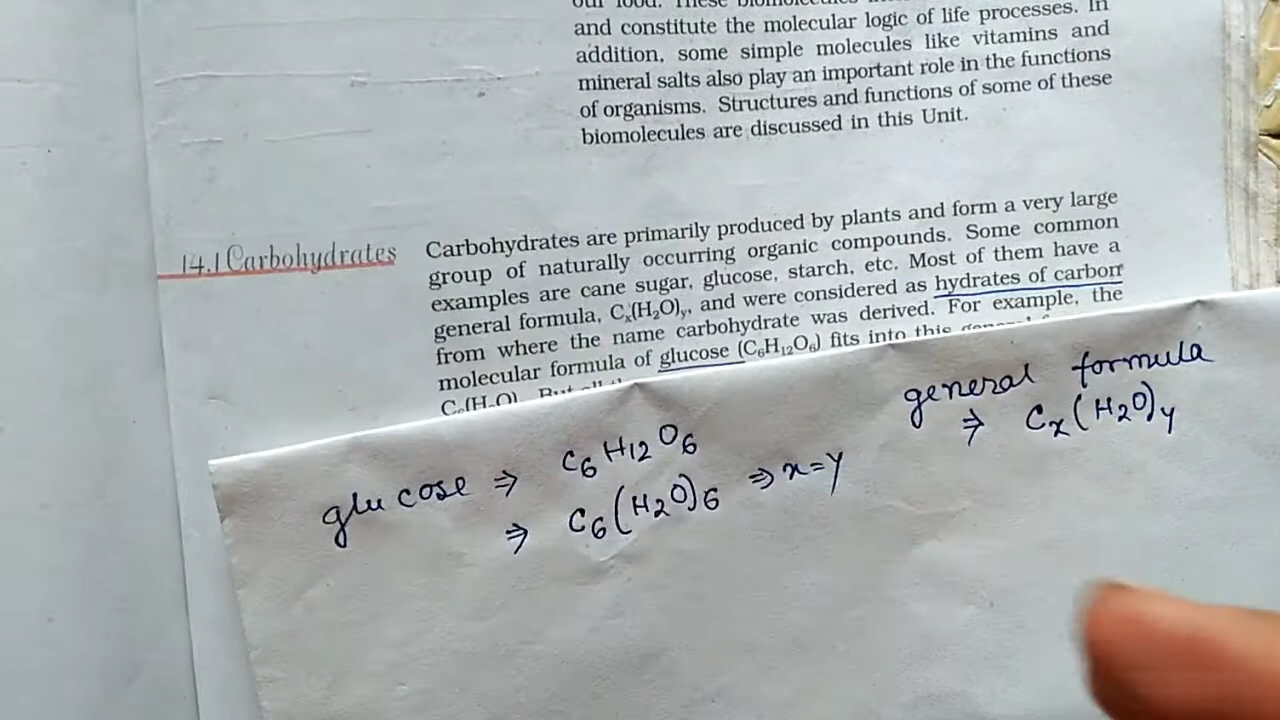 and constitute the molecular logic of life processes. In
addition, some simple molecules like vitamins and
mineral salts also play an important role in the functions
of organisms. Structures and functions of some of these
biomolecules are discussed in this Unit.
14.1 Carbohydrates
Carbohydrates are primarily produced by plants and form a very large
group of naturally occurring organic compounds. Some common
examples are cane sugar, glucose, starch, etc. Most of them have a
general formula, Cₓ(H₂O)ᵧ, and were considered as hydrates of carbon
from where the name carbohydrate was derived. For example, the
molecular formula of glucose (C₆H₁₂O₆) fits into this general
general formula
⇒ Cₓ(H₂O)ᵧ
glucose ⇒ C₆H₁₂O₆
⇒ C₆(H₂O)₆ ⇒ x=y